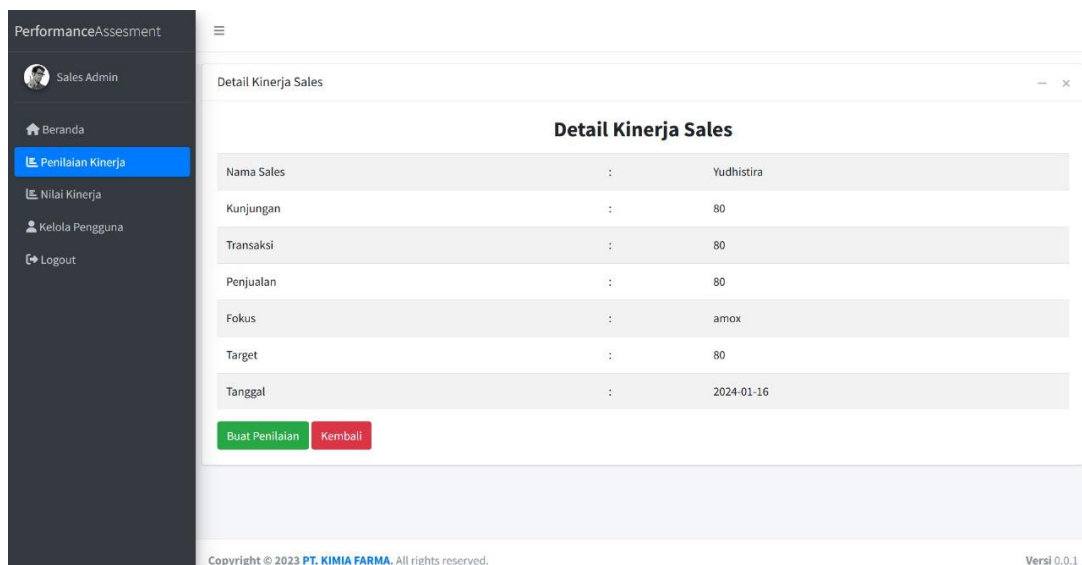 PerformanceAssesment
Sales Admin
Beranda
Penilaian Kinerja
Nilai Kinerja
Kelola Pengguna
Logout
Detail Kinerja Sales
Detail Kinerja Sales
Nama Sales : Yudhistira
Kunjungan : 80
Transaksi : 80
Penjualan : 80
Fokus : amox
Target : 80
Tanggal : 2024-01-16
Buat Penilaian Kembali
Copyright © 2023 PT. KIMIA FARMA. All rights reserved. Versi 0.0.1